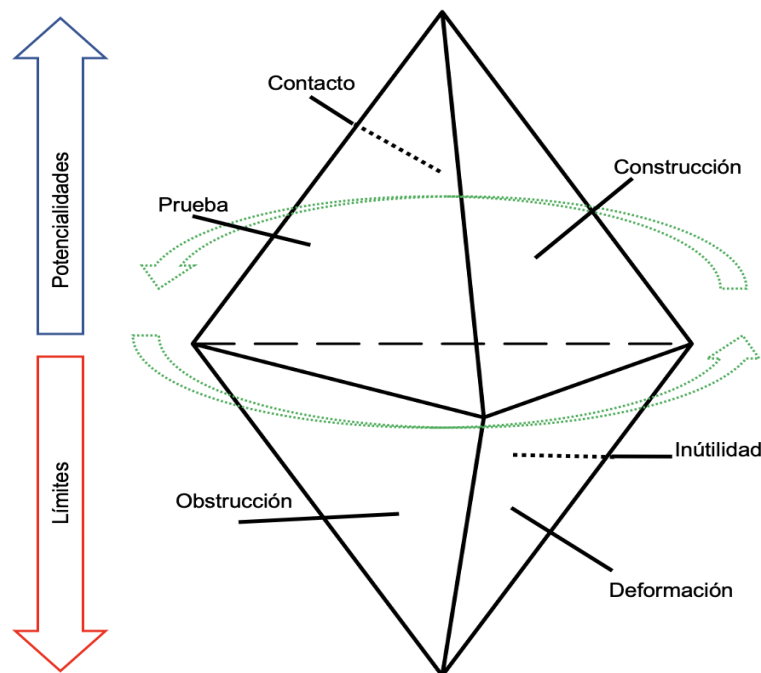 Contacto
Construcción
Prueba
Potencialidades
Inútilidad
Obstrucción
Límites
Deformación